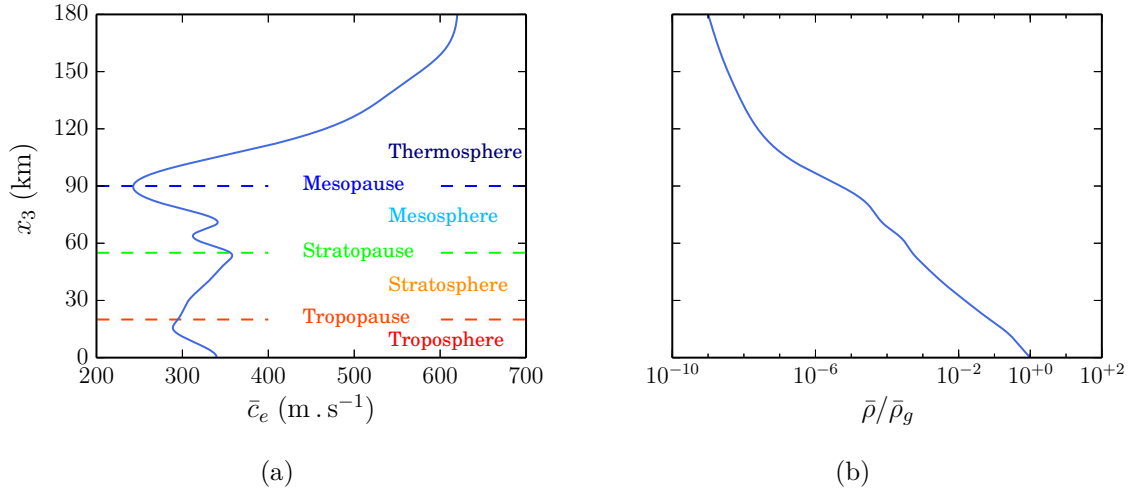 180
150
120
90
60
30
0
x₃ (km)
Thermosphere
Mesopause
Mesosphere
Stratopause
Stratosphere
Tropopause
Troposphere
200 300 400 500 600 700
c̄ₑ (m . s⁻¹)
(a)
10⁻¹⁰ 10⁻⁶ 10⁻² 10⁺⁰ 10⁺²
ρ̄/ρ̄_g
(b)